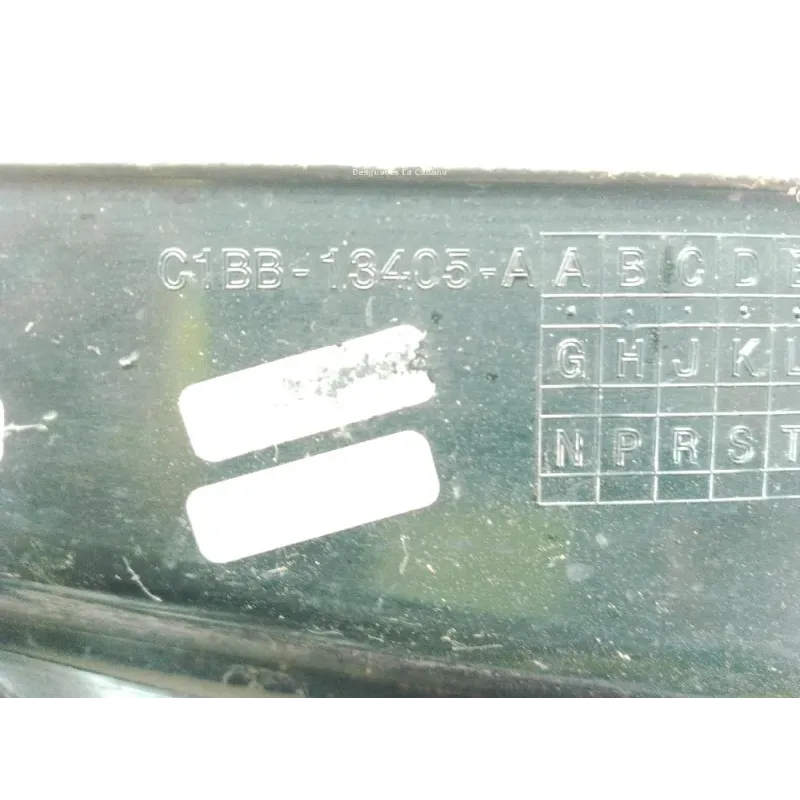 Desguaces La Cabaña
C1BB-13405-A
A B C D
G H J K L
N P R S T